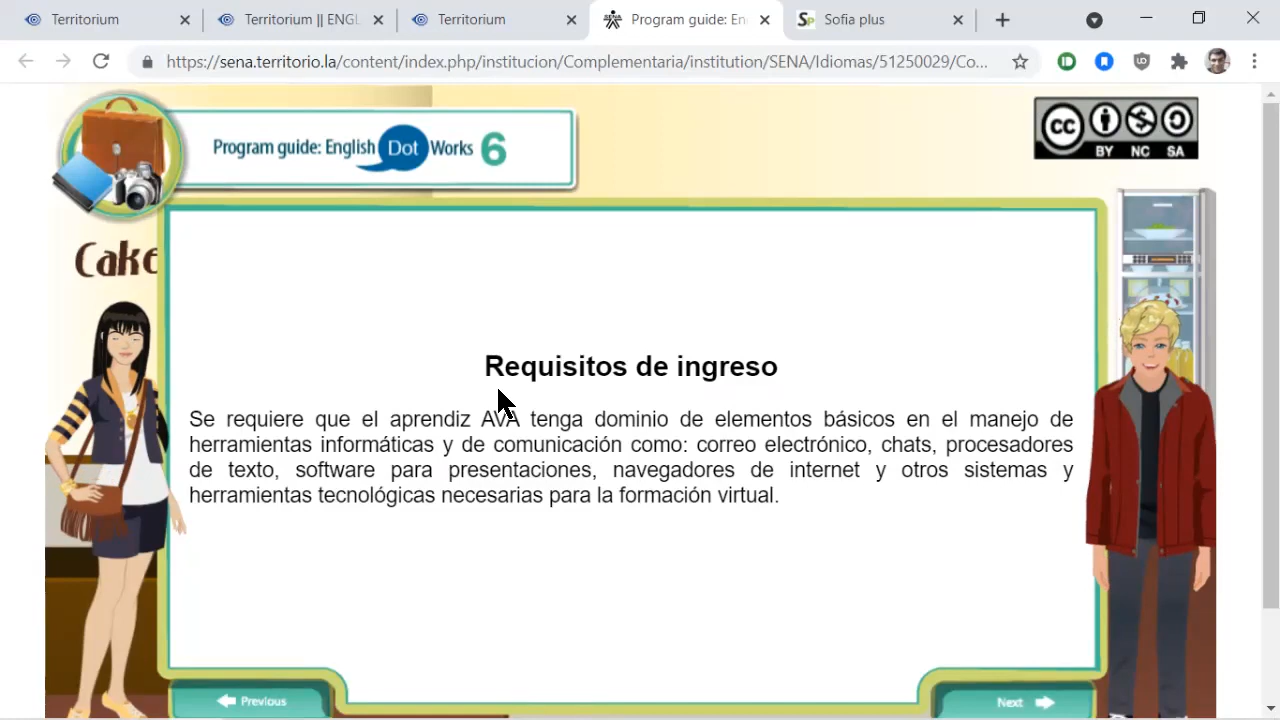 Territorium
Territorium || ENGL
Territorium
Program guide: En
Sofia plus
https://sena.territorio.la/content/index.php/institucion/Complementaria/institution/SENA/Idiomas/51250029/Co...
Program guide: English Dot Works 6
cc
BY NC SA
Cake
Requisitos de ingreso
Se requiere que el aprendiz AVA tenga dominio de elementos básicos en el manejo de
herramientas informáticas y de comunicación como: correo electrónico, chats, procesadores
de texto, software para presentaciones, navegadores de internet y otros sistemas y
herramientas tecnológicas necesarias para la formación virtual.
Previous
Next